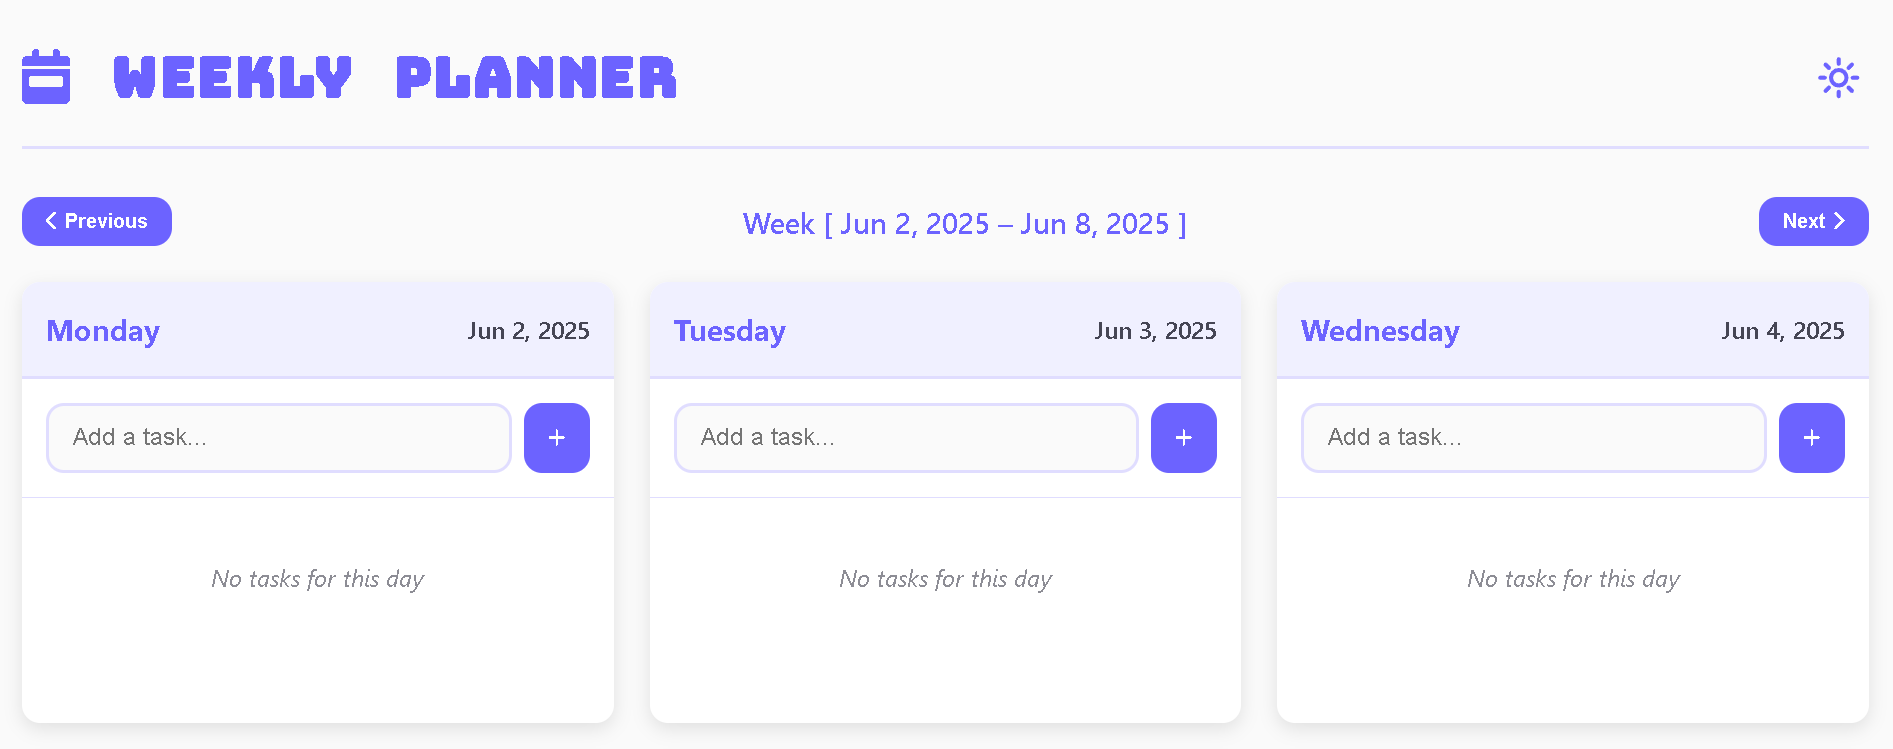 WEEKLY PLANNER
Previous
Week [ Jun 2, 2025 – Jun 8, 2025 ]
Next
Monday
Jun 2, 2025
Add a task...
+
No tasks for this day
Tuesday
Jun 3, 2025
Add a task...
+
No tasks for this day
Wednesday
Jun 4, 2025
Add a task...
+
No tasks for this day